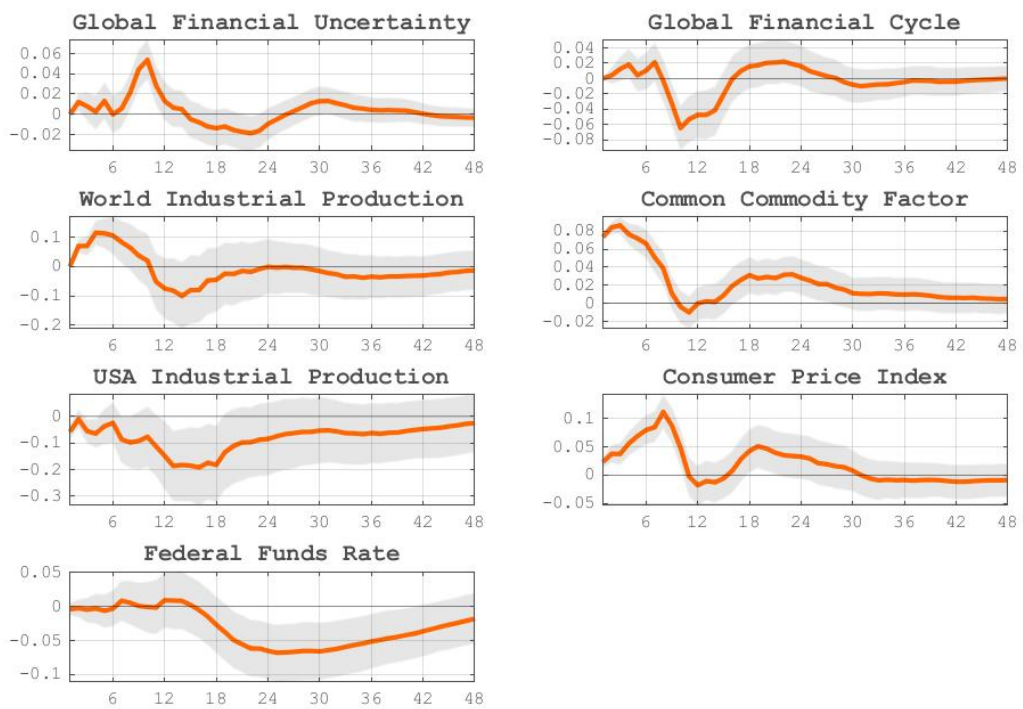 Global Financial Uncertainty
0.06
0.04
0.02
0
-0.02
6 12 18 24 30 36 42 48
Global Financial Cycle
0.04
0.02
0
-0.02
-0.04
-0.06
-0.08
6 12 18 24 30 36 42 48
World Industrial Production
0.1
0
-0.1
-0.2
6 12 18 24 30 36 42 48
Common Commodity Factor
0.08
0.06
0.04
0.02
0
-0.02
6 12 18 24 30 36 42 48
USA Industrial Production
0
-0.1
-0.2
-0.3
6 12 18 24 30 36 42 48
Consumer Price Index
0.1
0.05
0
-0.05
6 12 18 24 30 36 42 48
Federal Funds Rate
0.05
0
-0.05
-0.1
6 12 18 24 30 36 42 48